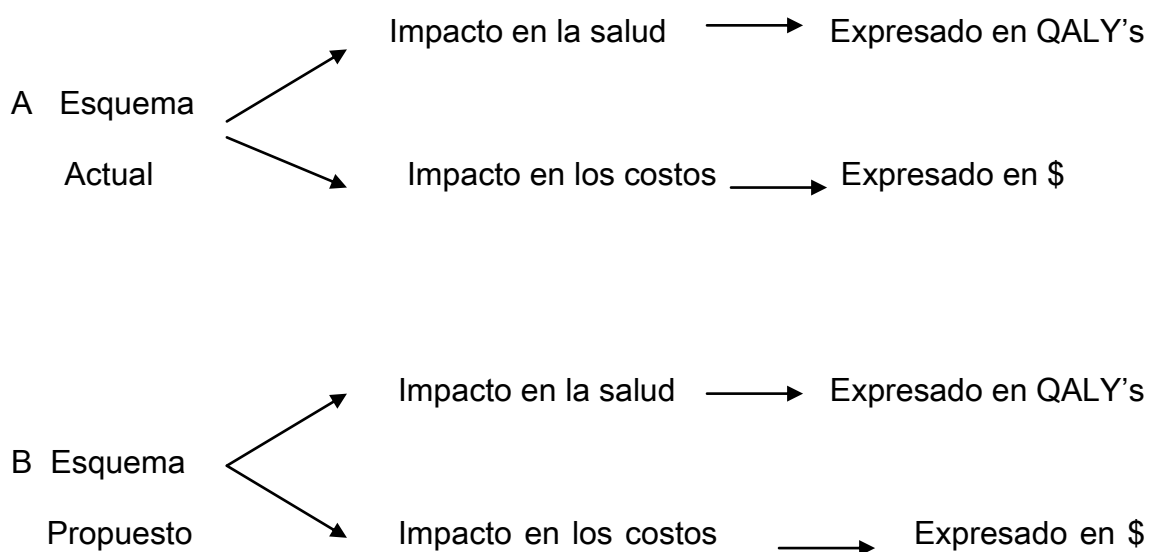 Impacto en la salud Expresado en QALY’s
A Esquema
Actual Impacto en los costos Expresado en $
Impacto en la salud Expresado en QALY’s
B Esquema
Propuesto Impacto en los costos Expresado en $